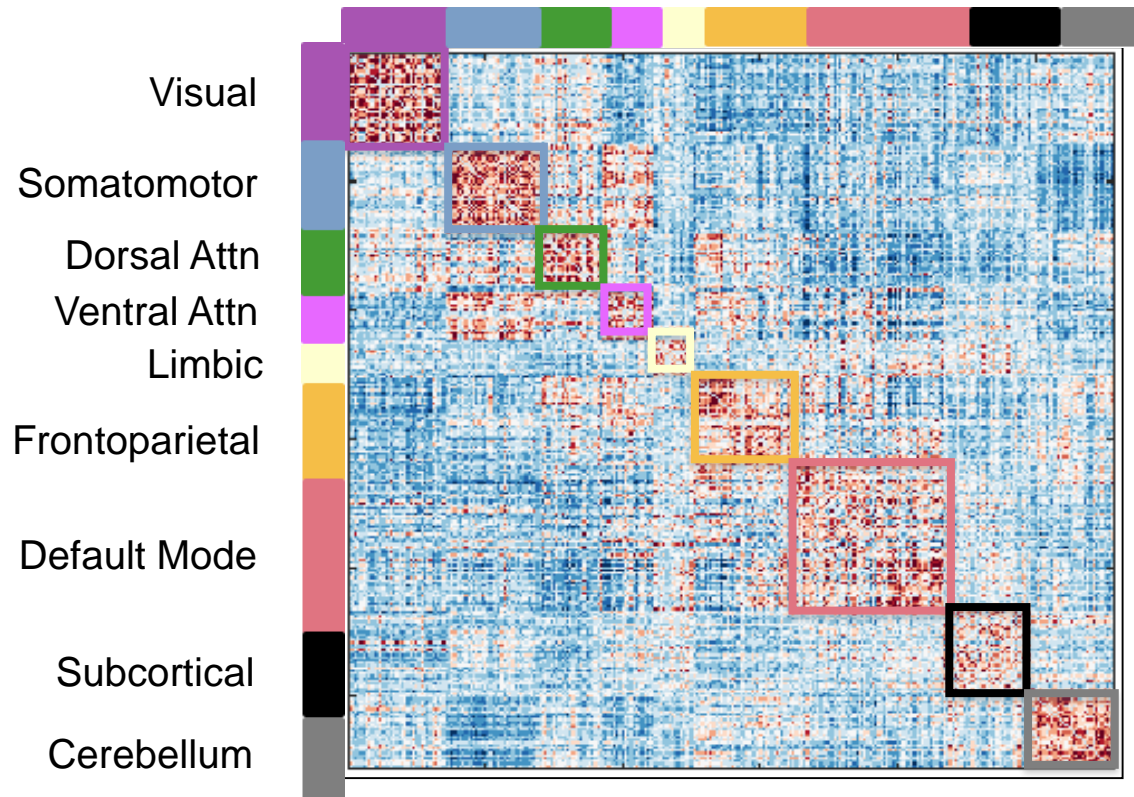 Visual
Somatomotor
Dorsal Attn
Ventral Attn
Limbic
Frontoparietal
Default Mode
Subcortical
Cerebellum